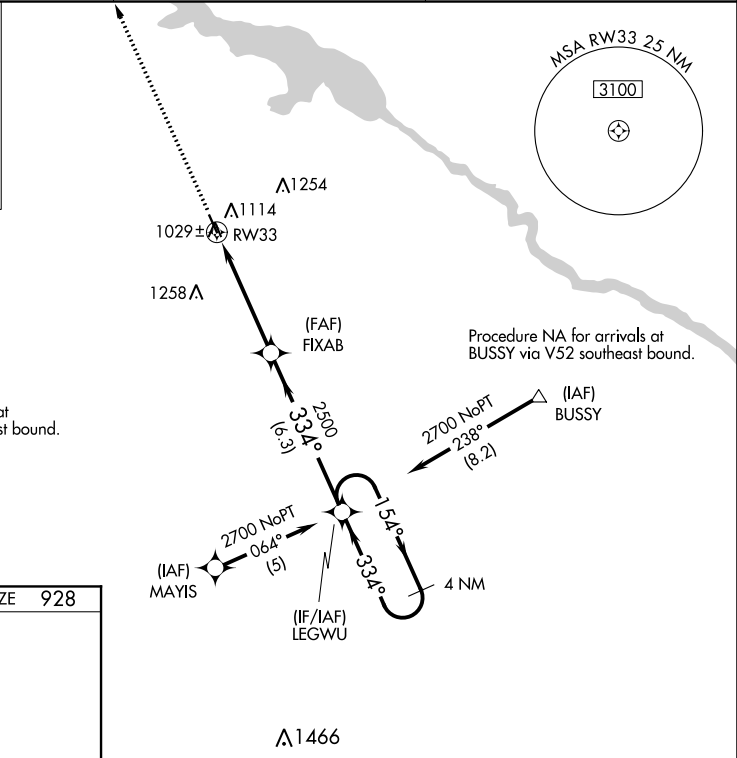 MSA RW33 25 NM
3100
1254
1114
1029±
RW33
1258
(FAF)
FIXAB
Procedure NA for arrivals at
BUSSY via V52 southeast bound.
(IAF)
BUSSY
at
st bound.
2500
334°
(6.3)
2700 NoPT
238°
(8.2)
154°
2700 NoPT
064°
(5)
(IAF)
MAYIS
334°
4 NM
(IF/IAF)
LEGWU
ZE 928
1466